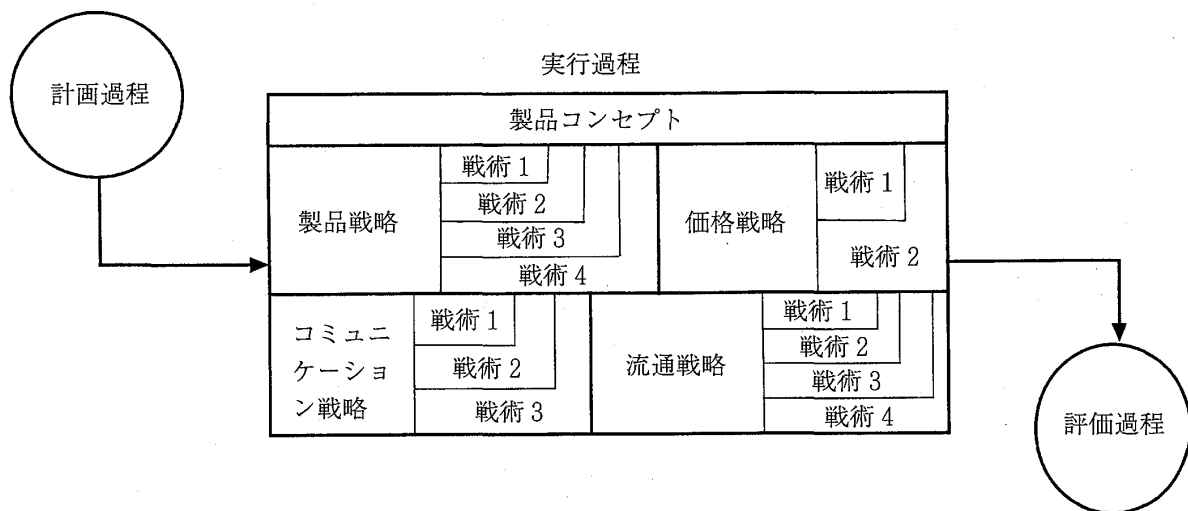 実行過程
計画過程
製品コンセプト
製品戦略
戦術1
戦術2
戦術3
戦術4
価格戦略
戦術1
戦術2
コミュニ
ケーショ
ン戦略
戦術1
戦術2
戦術3
流通戦略
戦術1
戦術2
戦術3
戦術4
評価過程